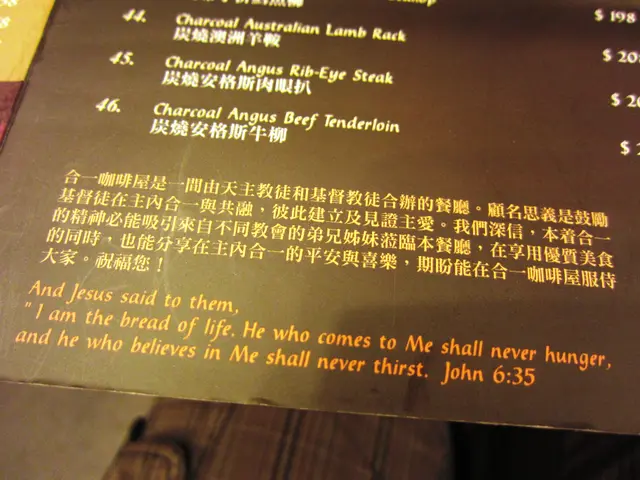 $ 198
44. Charcoal Australian Lamb Rack
炭燒澳洲羊鞍
45. Charcoal Angus Rib-Eye Steak
炭燒安格斯肉眼扒
46. Charcoal Angus Beef Tenderloin
炭燒安格斯牛柳
合一咖啡屋是一間由天主教徒和基督教徒合辦的餐廳。顧名思義是鼓勵
基督徒在主內合一與共融，彼此建立及見證主愛。我們深信，本着合一
的精神必能吸引來自不同教會的弟兄姊妹蒞臨本餐廳，在享用優質美食
的同時，也能分享在主內合一的平安與喜樂，期盼能在合一咖啡屋服侍
大家。祝福您！
And Jesus said to them,
"I am the bread of life. He who comes to Me shall never hunger,
and he who believes in Me shall never thirst. John 6:35